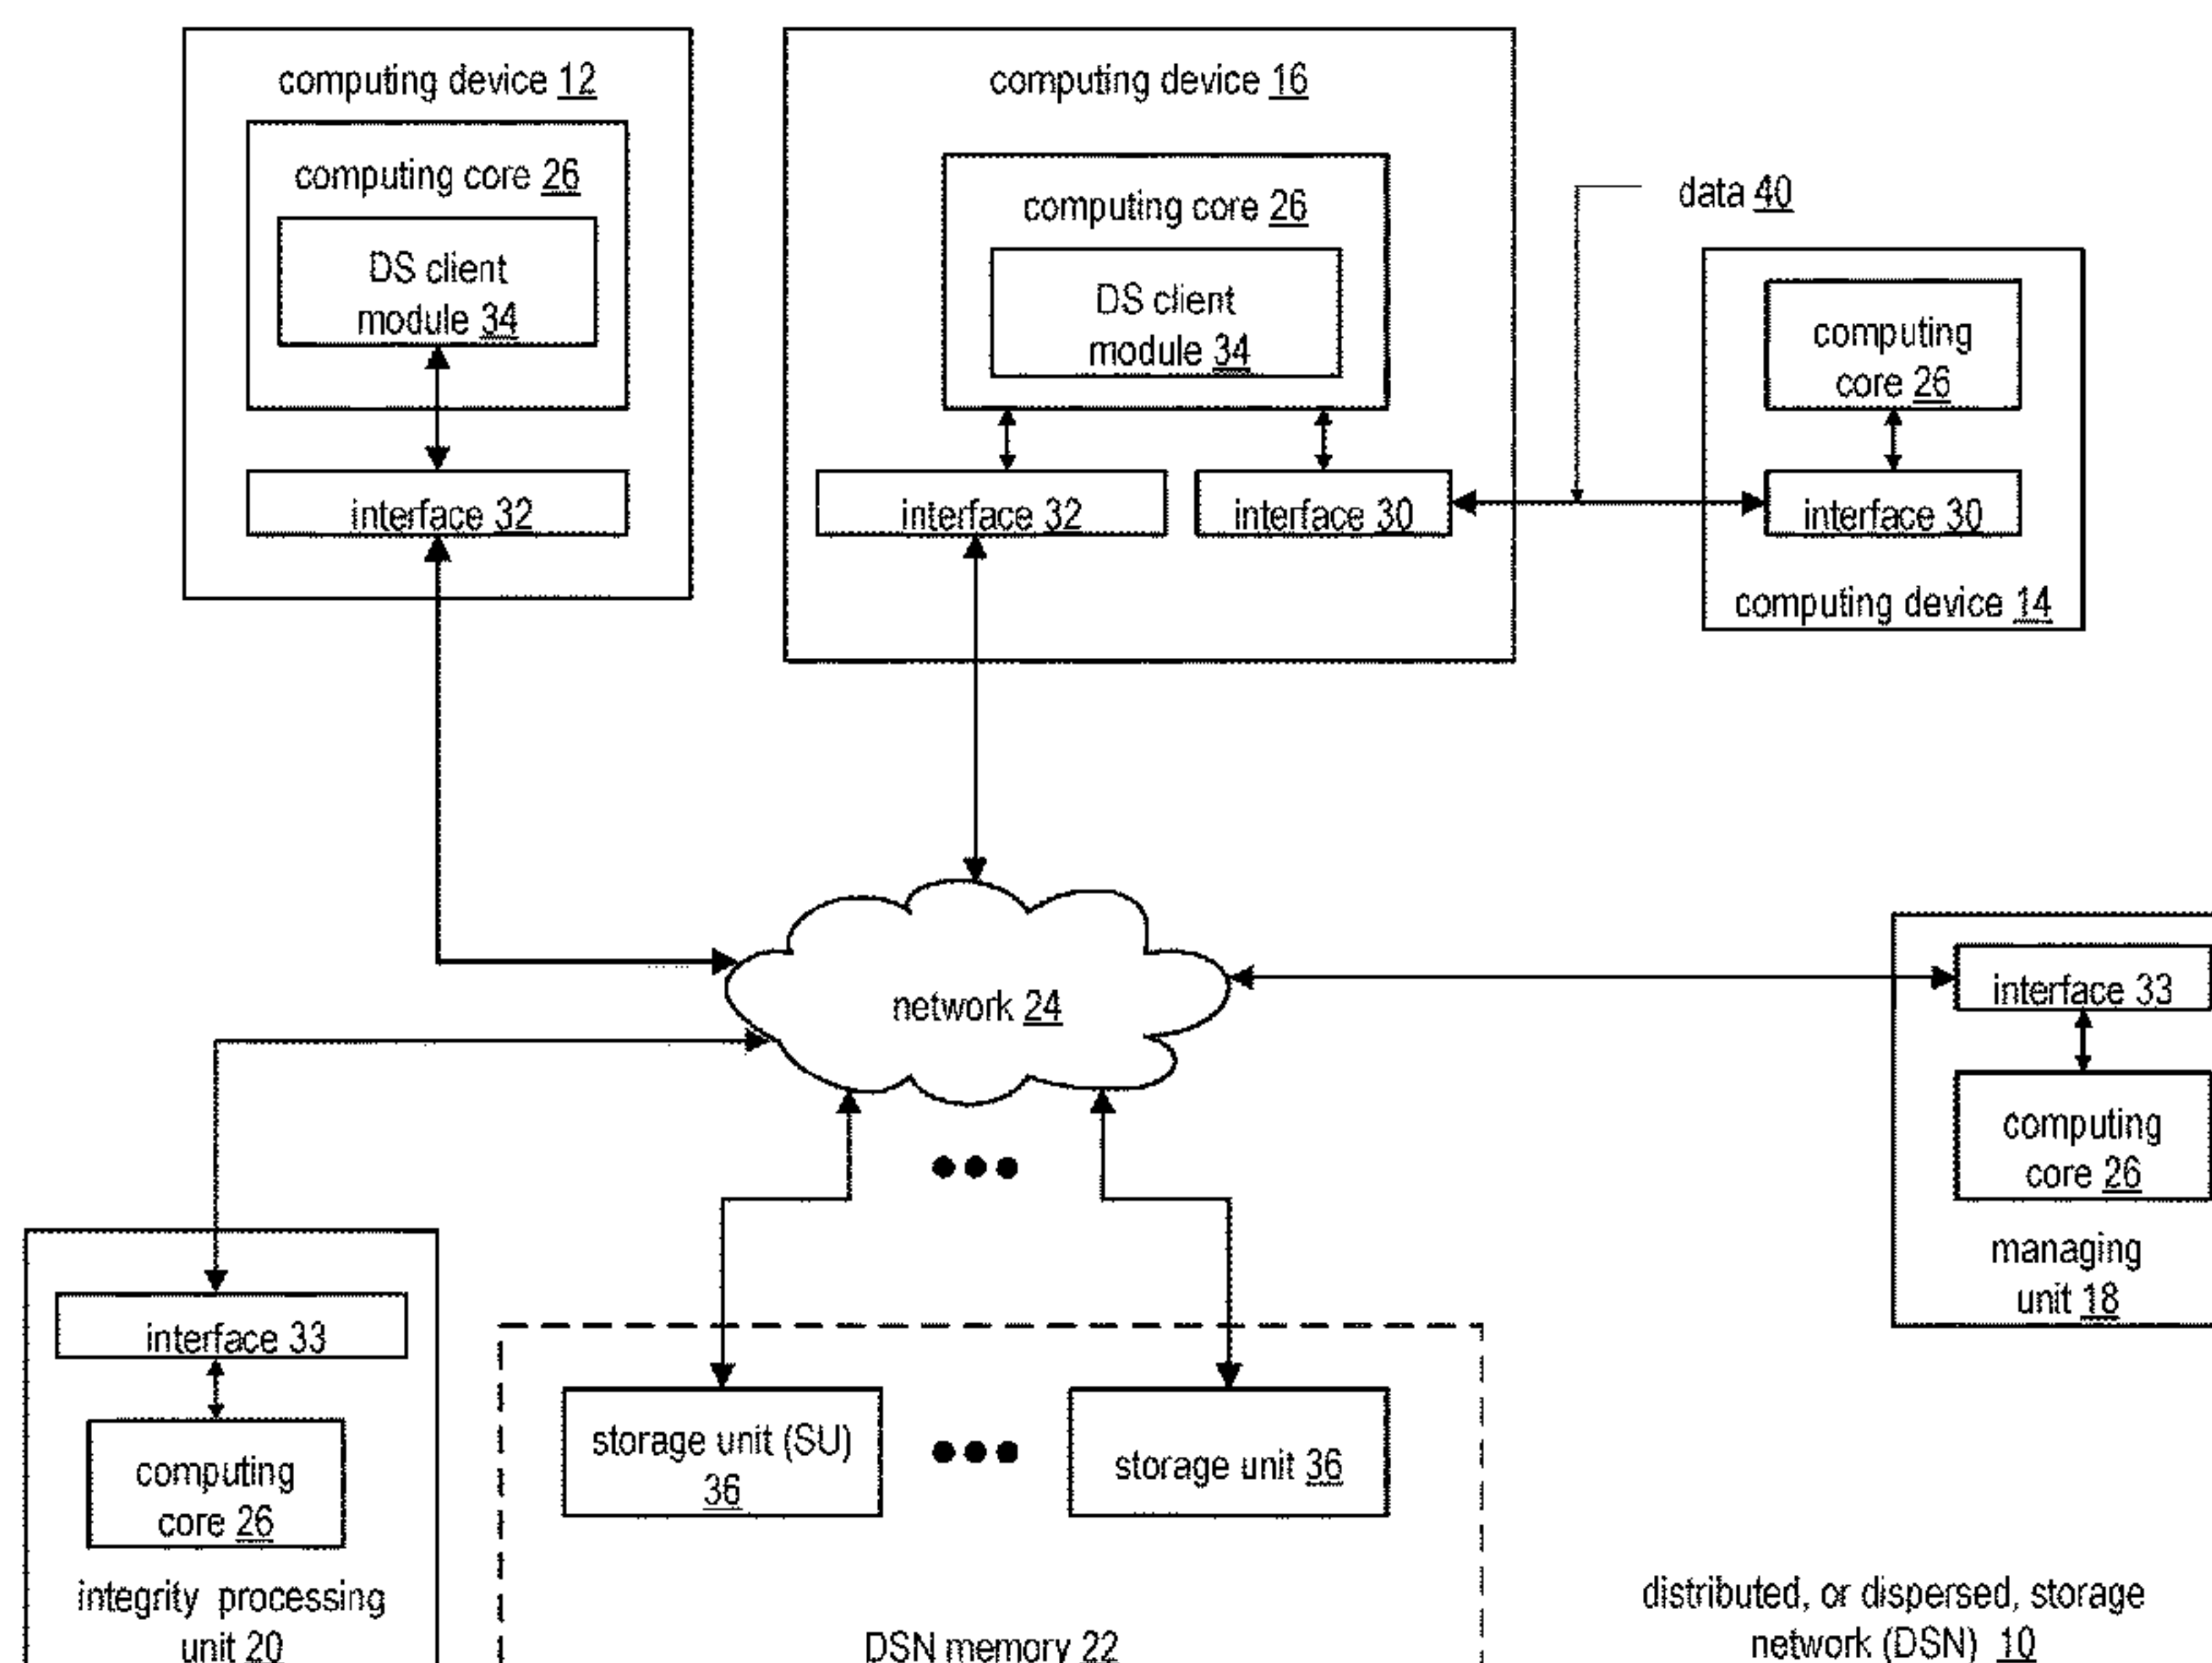 computing device 12
computing core 26
DS client
module 34
interface 32
computing device 16
computing core 26
DS client
module 34
interface 32
interface 30
data 40
computing
core 26
interface 30
computing device 14
network 24
interface 33
computing
core 26
managing
unit 18
interface 33
computing
core 26
integrity processing
unit 20
storage unit (SU)
36
storage unit 36
DSN memory 22
distributed, or dispersed, storage
network (DSN) 10